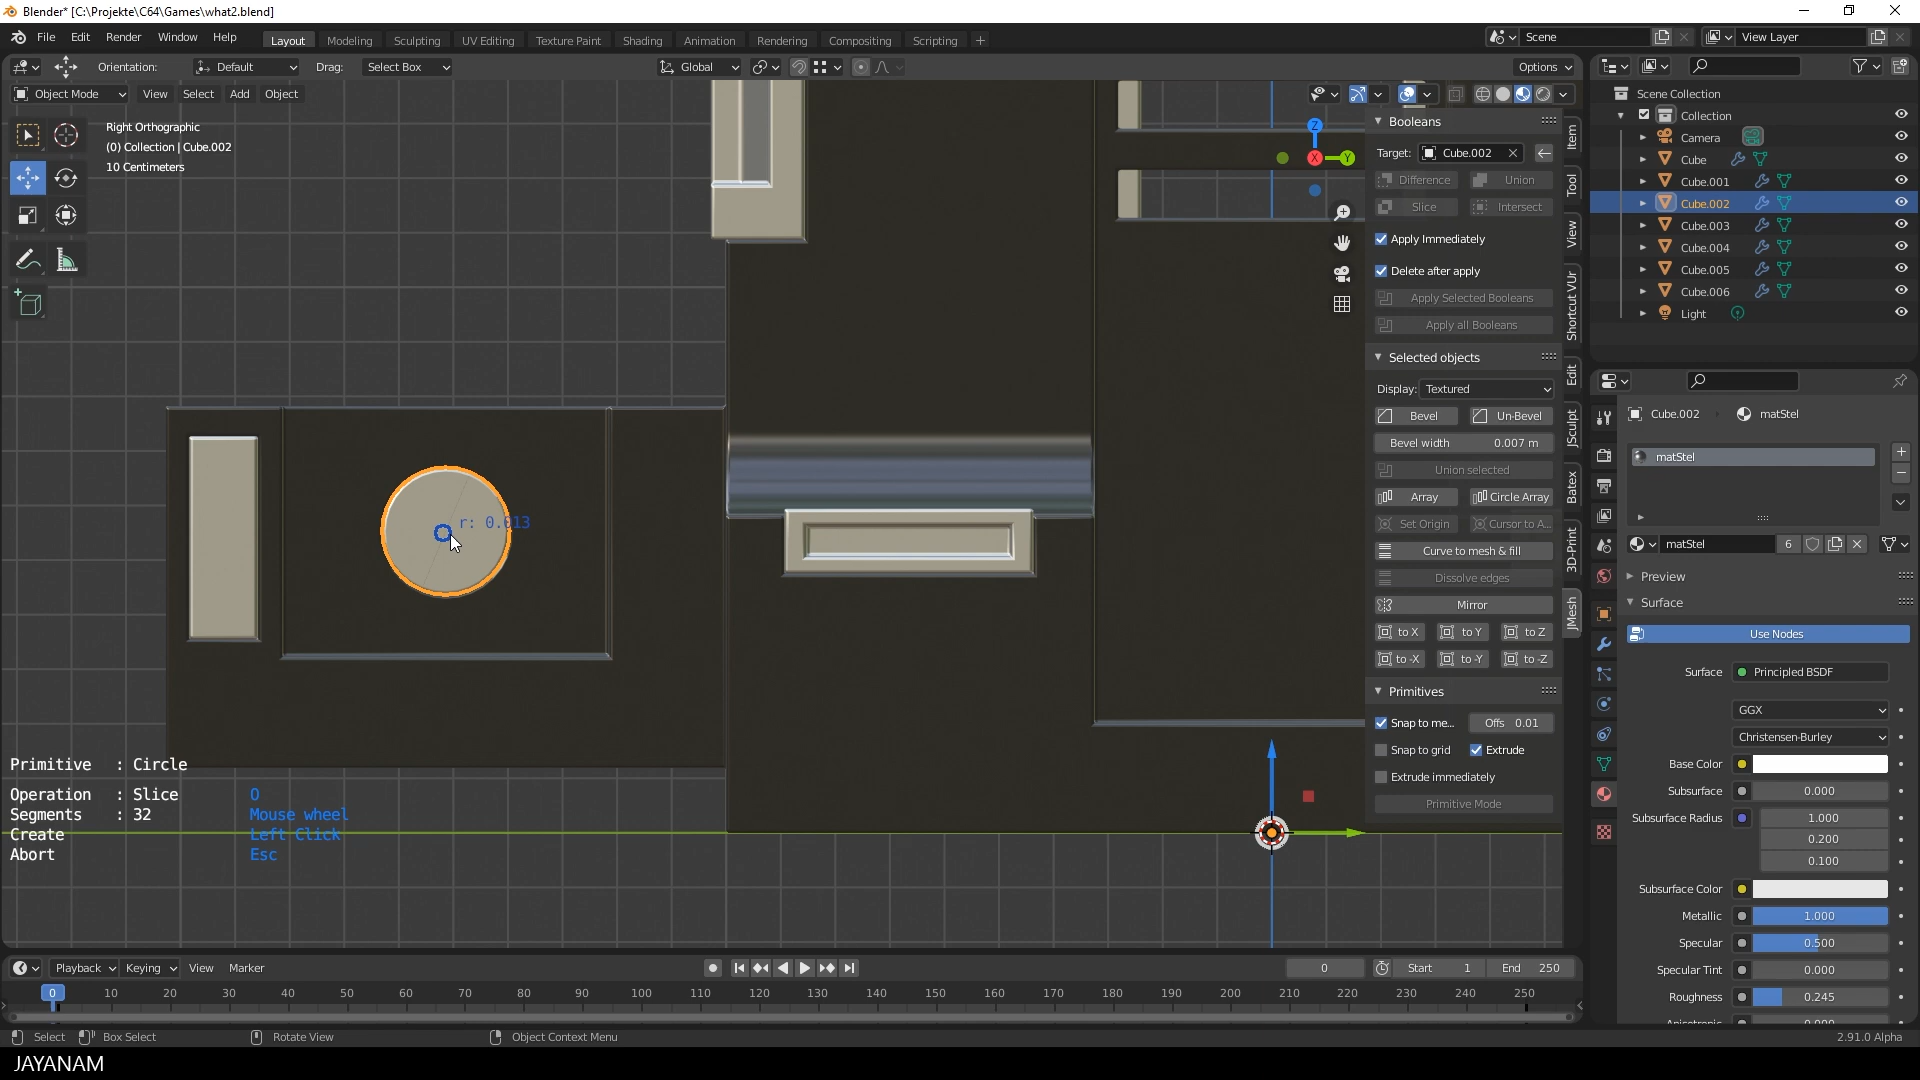 Blender* [C:\Projekte\C64\Games\what2.blend]
File Edit Render Window Help
Layout Modeling Sculpting UV Editing Texture Paint Shading Animation Rendering Compositing Scripting +
Scene
View Layer
Orientation: Default Drag: Select Box
Global
Options
Object Mode View Select Add Object
Right Orthographic
(0) Collection | Cube.002
10 Centimeters
r: 0.013
Primitive : Circle
Operation : Slice O
Segments : 32 Mouse wheel
Create Left Click
Abort Esc
Z
X
Y
Booleans
Target: Cube.002
Difference Union
Slice Intersect
Apply Immediately
Delete after apply
Apply Selected Booleans
Apply all Booleans
Selected objects
Display: Textured
Bevel Un-Bevel
Bevel width 0.007 m
Union selected
Array Circle Array
Set Origin Cursor to A...
Curve to mesh & fill
Dissolve edges
Mirror
to X to Y to Z
to -X to -Y to -Z
Primitives
Snap to me... Offs 0.01
Snap to grid Extrude
Extrude immediately
Primitive Mode
Item
Tool
View
Shortcut VUr
Edit
JSculpt
Batex
3D-Print
JMesh
Scene Collection
Collection
Camera
Cube
Cube.001
Cube.002
Cube.003
Cube.004
Cube.005
Cube.006
Light
Cube.002 matStel
matStel
matStel 6
Preview
Surface
Use Nodes
Surface Principled BSDF
GGX
Christensen-Burley
Base Color
Subsurface 0.000
Subsurface Radius 1.000
0.200
0.100
Subsurface Color
Metallic 1.000
Specular 0.500
Specular Tint 0.000
Roughness 0.245
Playback Keying View Marker
0 Start 1 End 250
0 10 20 30 40 50 60 70 80 90 100 110 120 130 140 150 160 170 180 190 200 210 220 230 240 250
Select Box Select Rotate View Object Context Menu
2.91.0 Alpha
JAYANAM